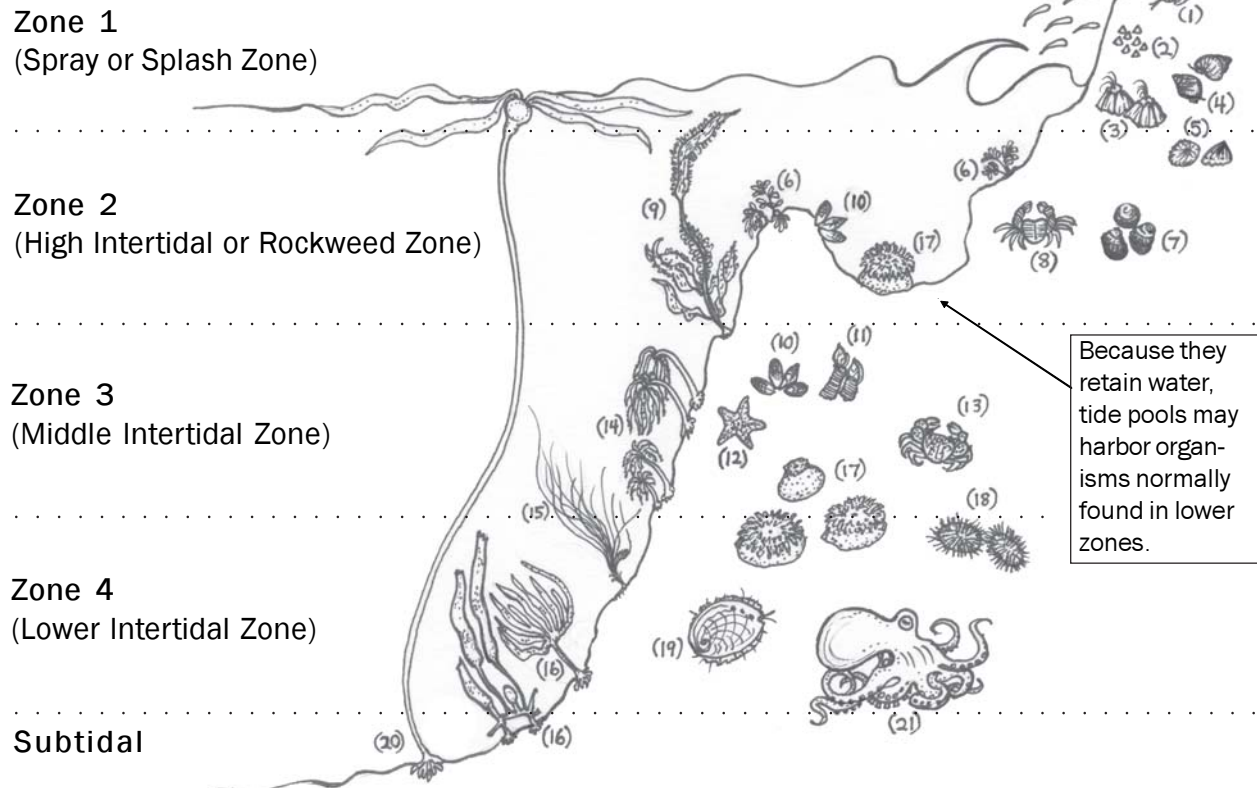 Zone 1
(Spray or Splash Zone)
(1)
(2)
(3)
(4)
(5)
Zone 2
(High Intertidal or Rockweed Zone)
(9)
(6)
(10)
(17)
(6)
(8)
(7)
Because they
retain water,
tide pools may
harbor organ-
isms normally
found in lower
zones.
Zone 3
(Middle Intertidal Zone)
(14)
(10)
(11)
(12)
(13)
(17)
(18)
(15)
Zone 4
(Lower Intertidal Zone)
(16)
(19)
(21)
Subtidal
(20)
(16)